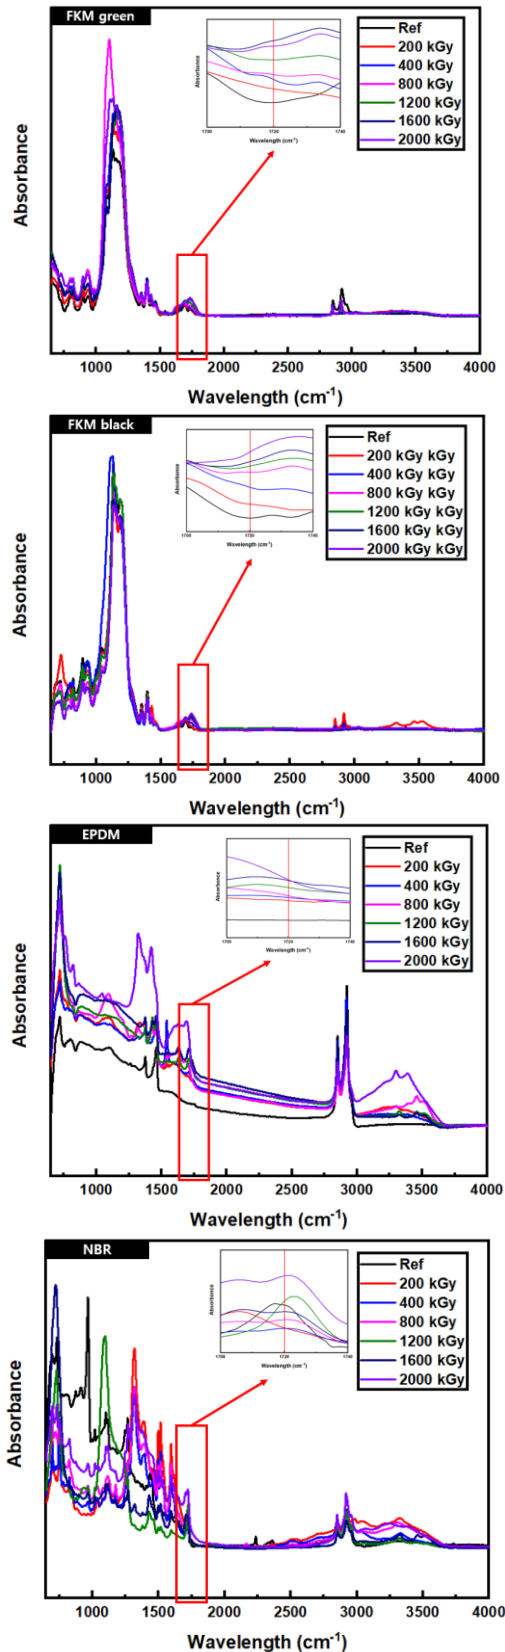 FKM green
Absorbance
Ref
200 kGy
400 kGy
800 kGy
1200 kGy
1600 kGy
2000 kGy
Absorbance
1700
1720
1740
Wavelength (cm-1)
1000
1500
2000
2500
3000
3500
4000
Wavelength (cm-1)
FKM black
Absorbance
Ref
200 kGy kGy
400 kGy kGy
800 kGy kGy
1200 kGy kGy
1600 kGy kGy
2000 kGy kGy
Absorbance
1700
1720
1740
Wavelength (cm-1)
1000
1500
2000
2500
3000
3500
4000
Wavelength (cm-1)
EPDM
Absorbance
Ref
200 kGy
400 kGy
800 kGy
1200 kGy
1600 kGy
2000 kGy
Absorbance
1700
1720
1740
Wavelength (cm-1)
1000
1500
2000
2500
3000
3500
4000
Wavelength (cm-1)
NBR
Absorbance
Ref
200 kGy
400 kGy
800 kGy
1200 kGy
1600 kGy
2000 kGy
Absorbance
1700
1720
1740
Wavelength (cm-1)
1000
1500
2000
2500
3000
3500
4000
Wavelength (cm-1)